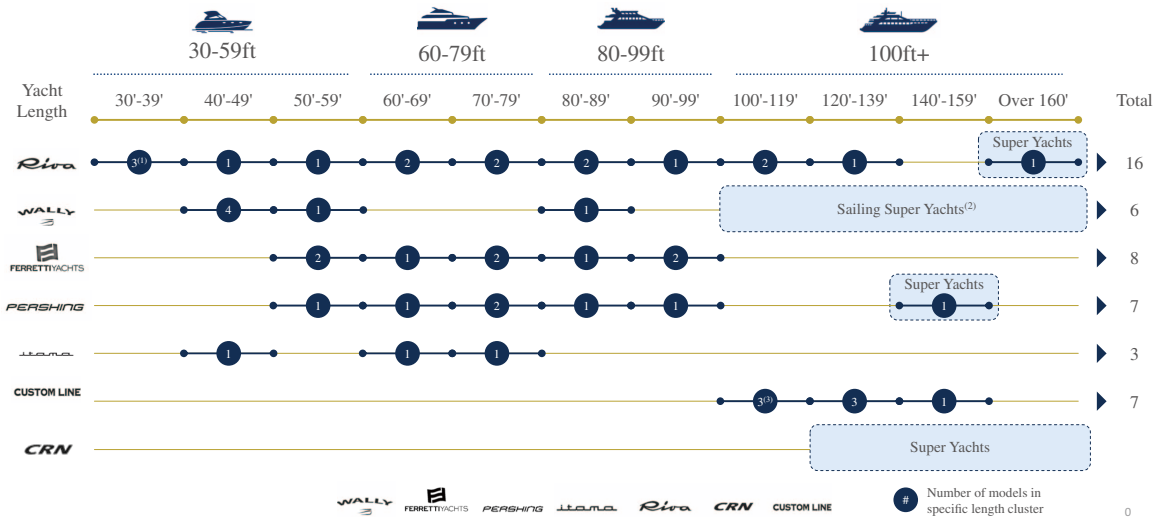 30-59ft 60-79ft 80-99ft 100ft+
Yacht
Length
30'-39' 40'-49' 50'-59' 60'-69' 70'-79' 80'-89' 90'-99' 100'-119' 120'-139' 140'-159' Over 160' Total
Super Yachts
Riva 3(1) 1 1 2 2 2 1 2 1 1 16
WALLY 4 1 1 Sailing Super Yachts(2) 6
FERRETTIYACHTS 2 1 2 1 2 8
Super Yachts
PERSHING 1 1 2 1 1 1 7
itama 1 1 1 3
CUSTOM LINE 3(3) 3 1 7
CRN Super Yachts
WALLY FERRETTIYACHTS PERSHING itama Riva CRN CUSTOM LINE
# Number of models in
specific length cluster
0